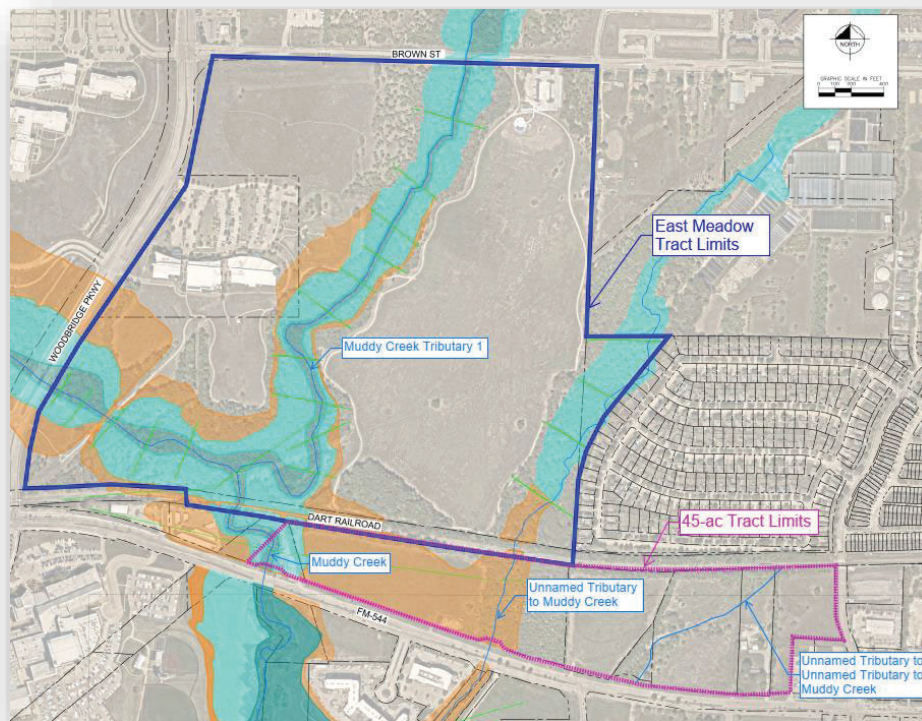 BROWN ST
NORTH
GRAPHIC SCALE IN FEET
East Meadow
Tract Limits
WOODBRIDGE PKWY
Muddy Creek Tributary 1
DART RAILROAD
45-ac Tract Limits
Muddy Creek
Unnamed Tributary
to Muddy Creek
FM-544
Unnamed Tributary to
Unnamed Tributary to
Muddy Creek